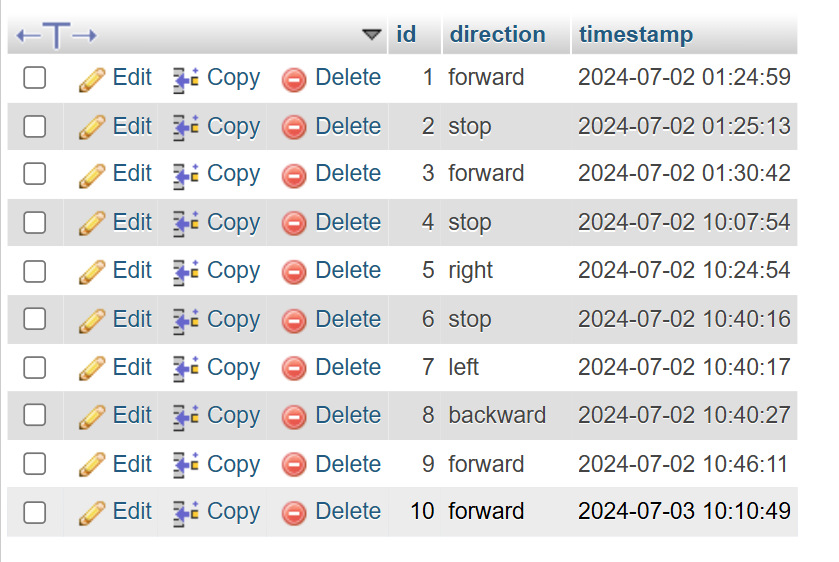 id direction timestamp
Edit Copy Delete 1 forward 2024-07-02 01:24:59
Edit Copy Delete 2 stop 2024-07-02 01:25:13
Edit Copy Delete 3 forward 2024-07-02 01:30:42
Edit Copy Delete 4 stop 2024-07-02 10:07:54
Edit Copy Delete 5 right 2024-07-02 10:24:54
Edit Copy Delete 6 stop 2024-07-02 10:40:16
Edit Copy Delete 7 left 2024-07-02 10:40:17
Edit Copy Delete 8 backward 2024-07-02 10:40:27
Edit Copy Delete 9 forward 2024-07-02 10:46:11
Edit Copy Delete 10 forward 2024-07-03 10:10:49